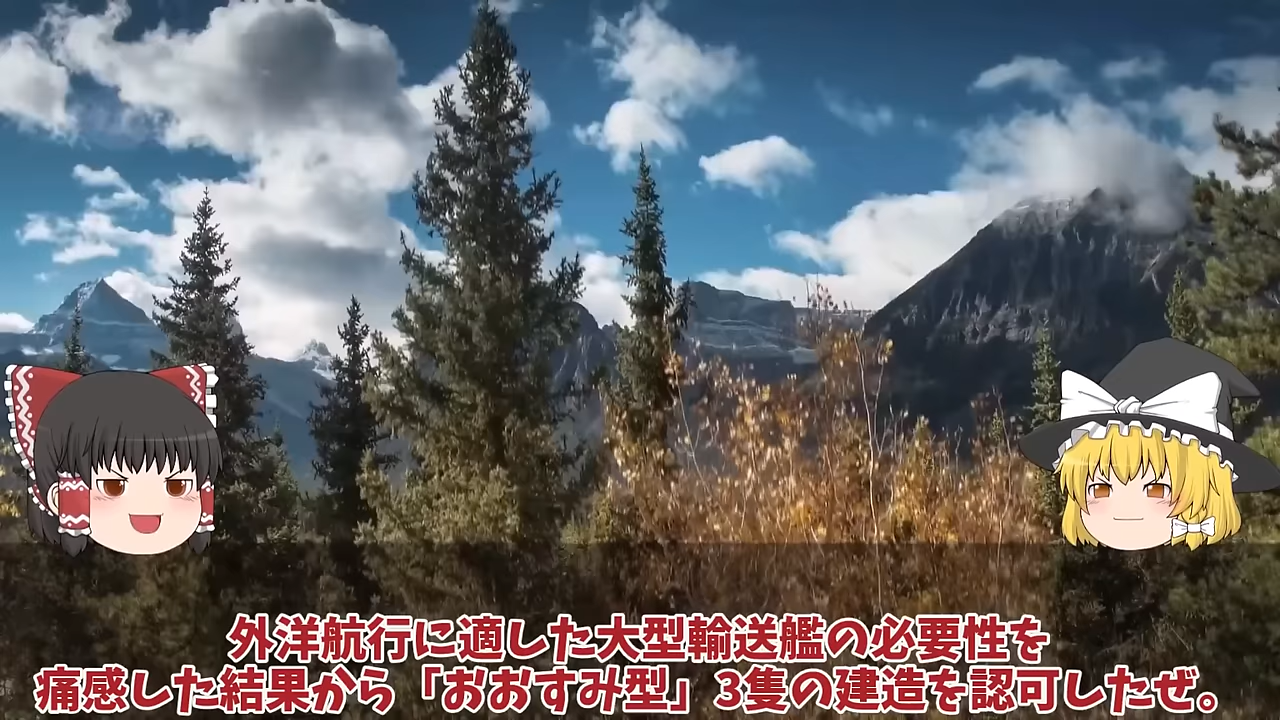 外洋航行に適した大型輸送艦の必要性を
痛感した結果から「おおすみ型」3隻の建造を認可したぜ。